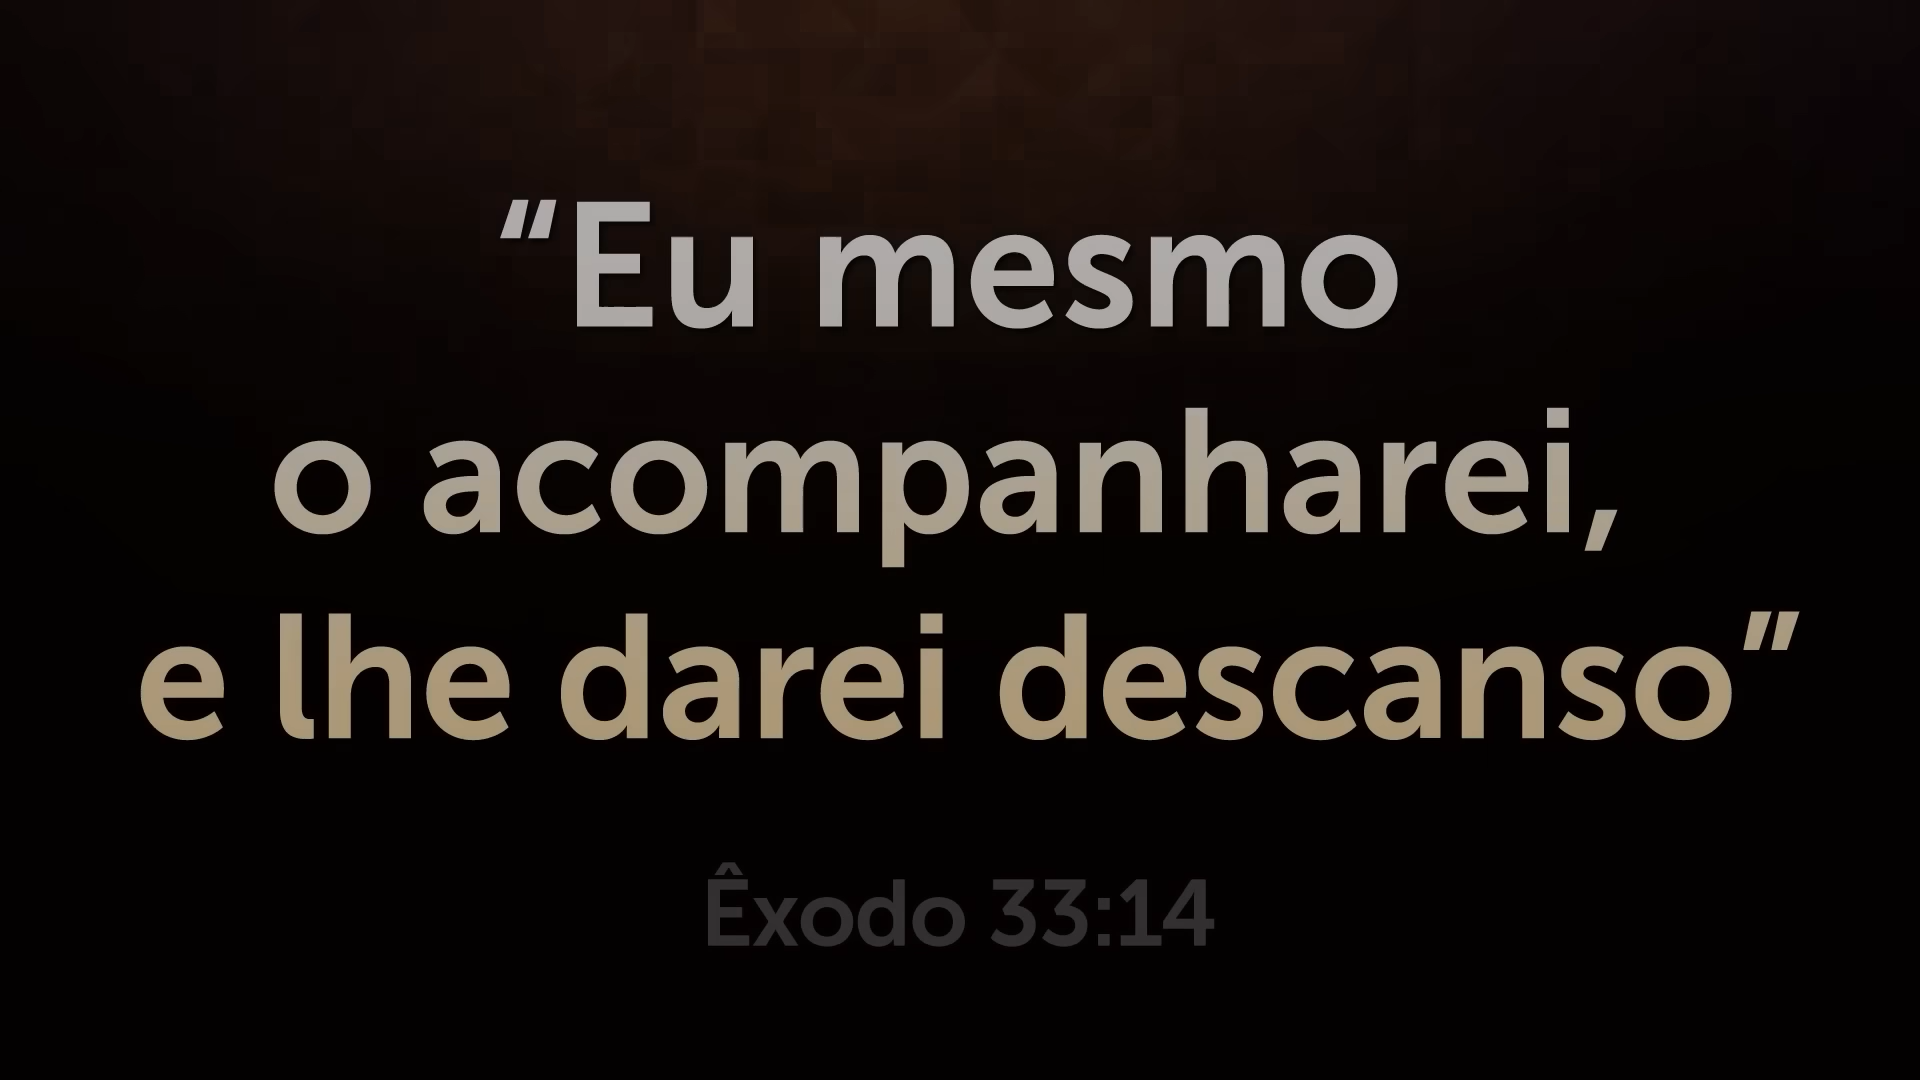 “Eu mesmo
o acompanharei,
e lhe darei descanso”
Êxodo 33:14